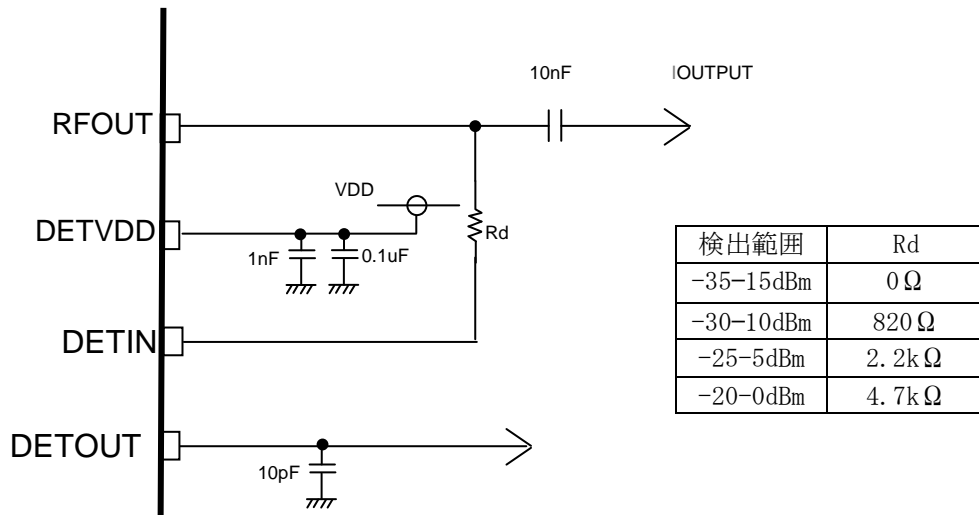 10nF
IOUTPUT
RFOUT
VDD
DETVDD
Rd
1nF
0.1uF
DETIN
DETOUT
10pF
検出範囲 Rd
-35-15dBm 0Ω
-30-10dBm 820Ω
-25-5dBm 2.2kΩ
-20-0dBm 4.7kΩ